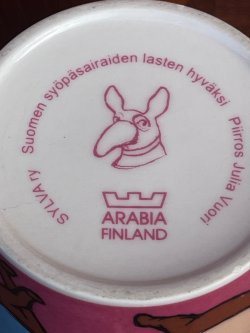 SYLVA ry Suomen syöpäsairaiden lasten hyväksi Piirros Julia Vuori
ARABIA
FINLAND